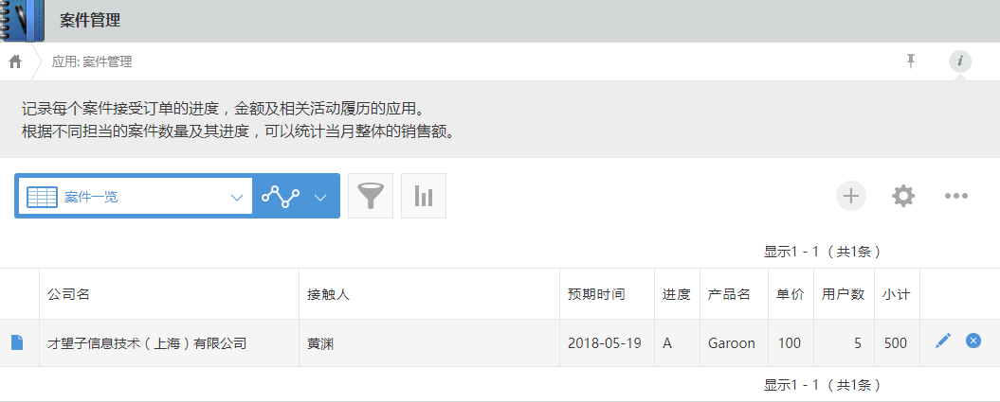 案件管理
应用: 案件管理
记录每个案件接受订单的进度，金额及相关活动履历的应用。
根据不同担当的案件数量及其进度，可以统计当月整体的销售额。
案件一览
显示1 - 1 （共1条）
公司名 接触人 预期时间 进度 产品名 单价 用户数 小计
才望子信息技术（上海）有限公司 黄渊 2018-05-19 A Garoon 100 5 500
显示1 - 1 （共1条）